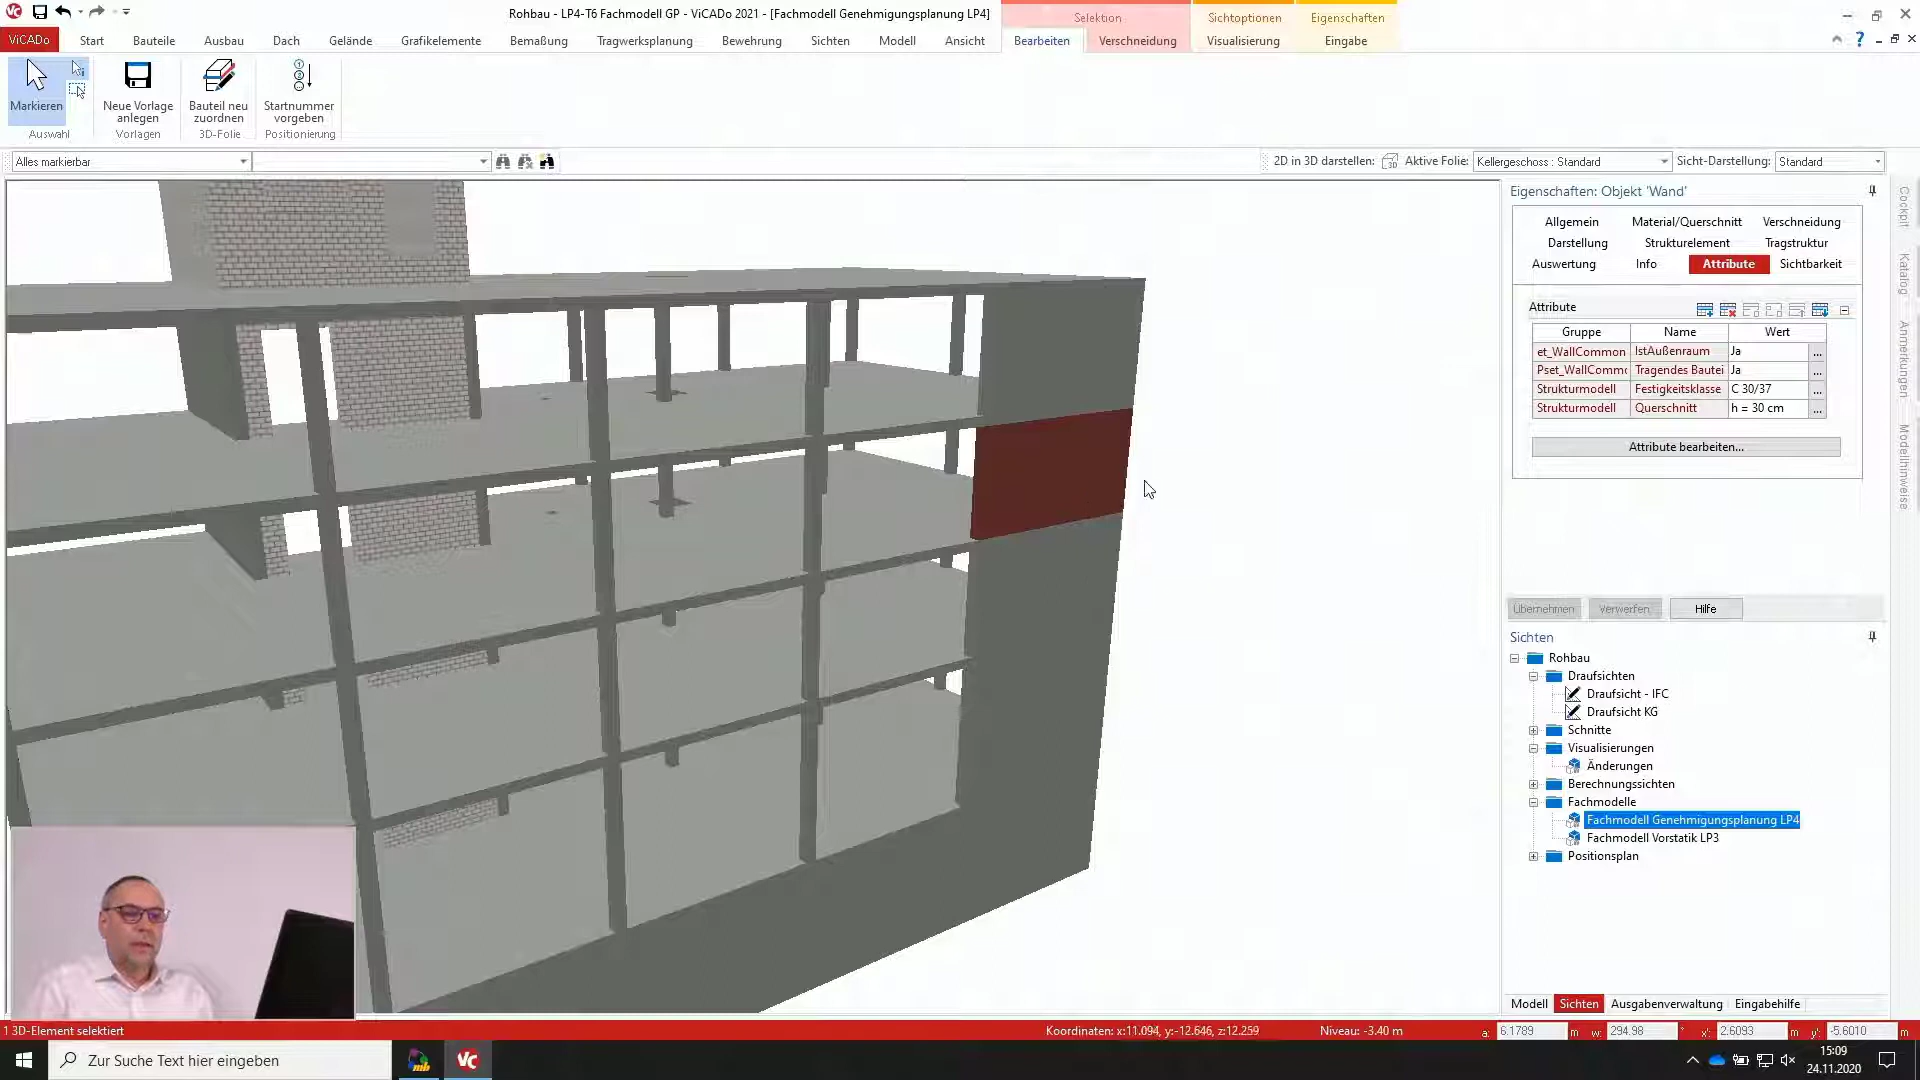 Rohbau - LP4-T6 Fachmodell GP - ViCADo 2021 - [Fachmodell Genehmigungsplanung LP4]
Selektion
Sichtoptionen
Eigenschaften
ViCADo
Start
Bauteile
Ausbau
Dach
Gelände
Grafikelemente
Bemaßung
Tragwerksplanung
Bewehrung
Sichten
Modell
Ansicht
Bearbeiten
Verschneidung
Visualisierung
Eingabe
Markieren
Neue Vorlage
anlegen
Bauteil neu
zuordnen
Startnummer
vorgeben
Auswahl
Vorlagen
3D-Folie
Positionierung
Alles markierbar
2D in 3D darstellen:
Aktive Folie:
Kellergeschoss : Standard
Sicht-Darstellung:
Standard
Eigenschaften: Objekt 'Wand'
Allgemein
Material/Querschnitt
Verschneidung
Darstellung
Strukturelement
Tragstruktur
Auswertung
Info
Attribute
Sichtbarkeit
Attribute
Gruppe Name Wert
et_WallCommon IstAußenraum Ja ...
Pset_WallCommo Tragendes Bautei Ja ...
Strukturmodell Festigkeitsklasse C 30/37 ...
Strukturmodell Querschnitt h = 30 cm ...
Attribute bearbeiten...
Übernehmen
Verwerfen
Hilfe
Sichten
Rohbau
Draufsichten
Draufsicht - IFC
Draufsicht KG
Schnitte
Visualisierungen
Änderungen
Berechnungssichten
Fachmodelle
Fachmodell Genehmigungsplanung LP4
Fachmodell Vorstatik LP3
Positionsplan
Cockpit
Katalog
Anmerkungen
Modellhinweise
Modell
Sichten
Ausgabenverwaltung
Eingabehilfe
1 3D-Element selektiert
Koordinaten: x:11.094, y:-12.646, z:12.259
Niveau: -3.40 m
a: 6.1789 m w: 294.98 ° x': 2.6093 m y': -5.6010 m
Zur Suche Text hier eingeben
mb
VC
15:09
24.11.2020